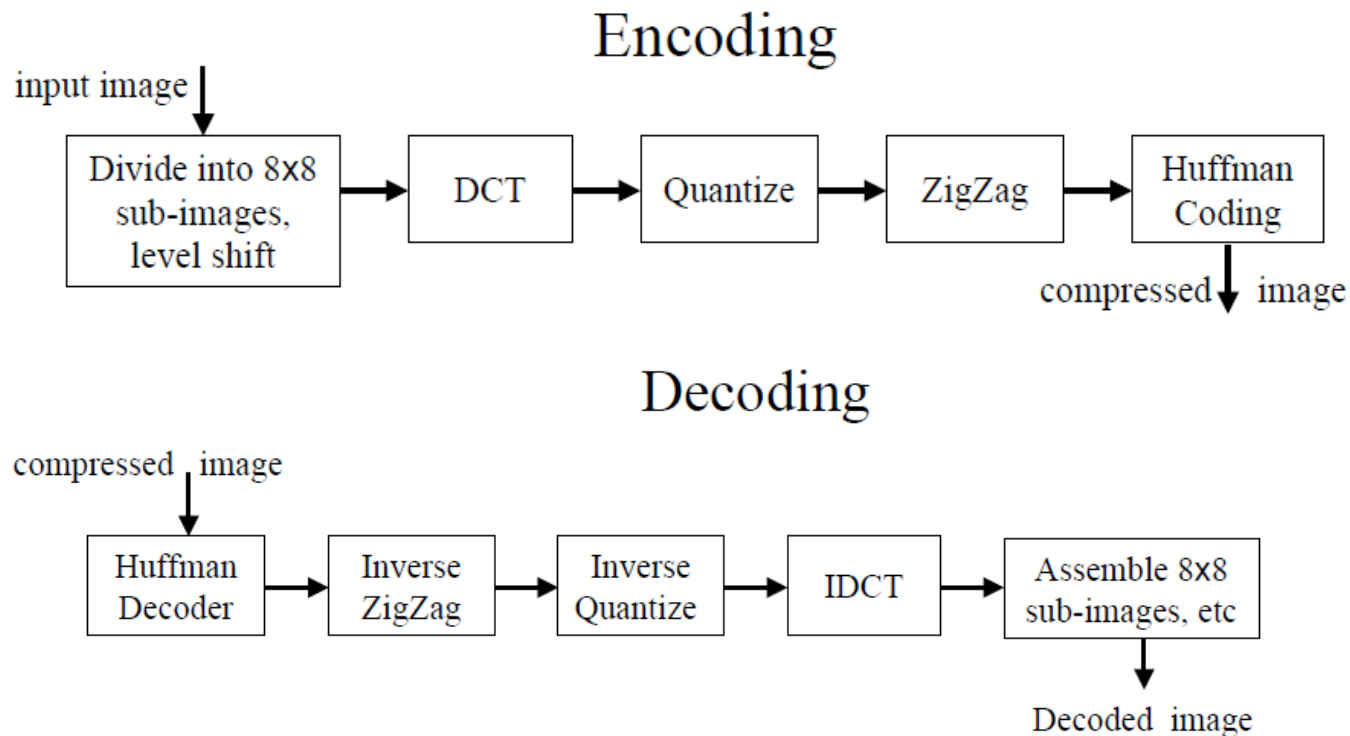 Encoding
input image
Divide into 8x8
sub-images,
level shift
DCT
Quantize
ZigZag
Huffman
Coding
compressed image
Decoding
compressed image
Huffman
Decoder
Inverse
ZigZag
Inverse
Quantize
IDCT
Assemble 8x8
sub-images, etc
Decoded image